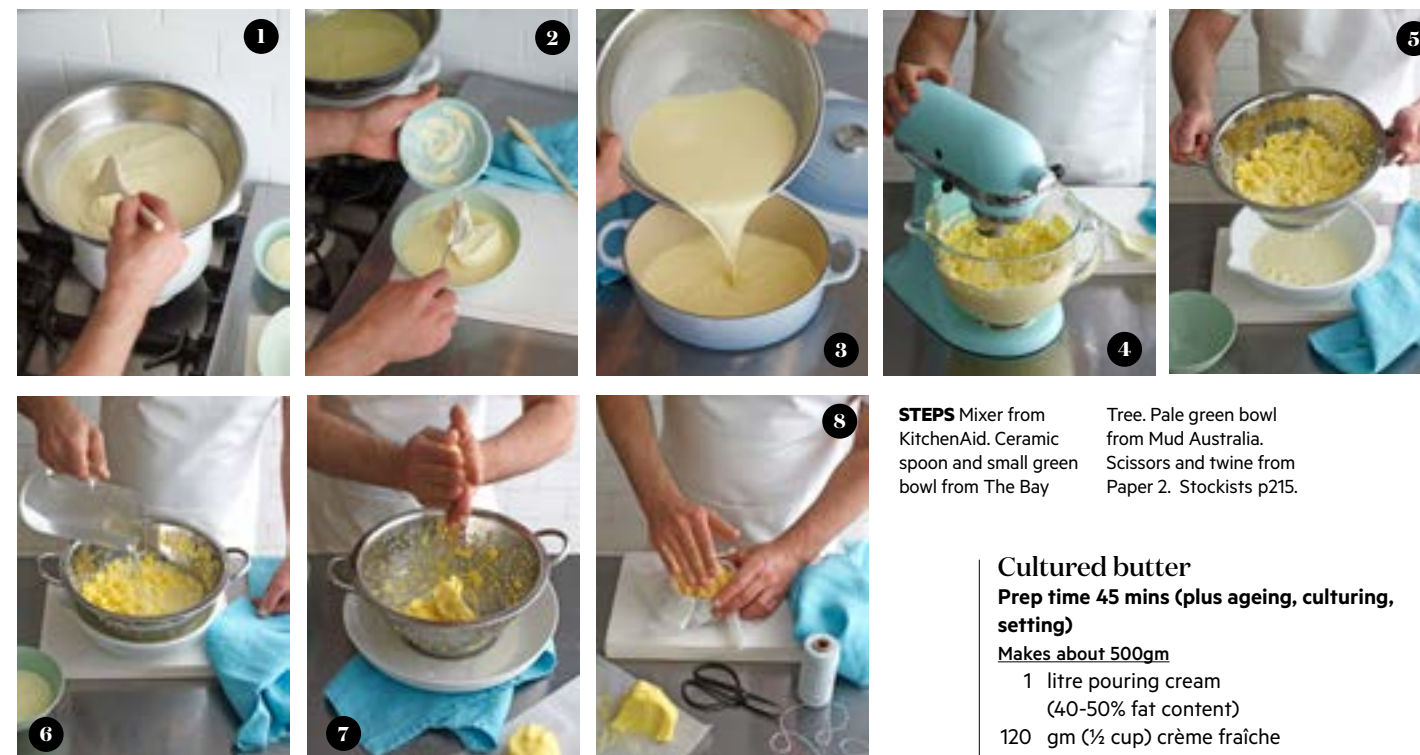 1
2
3
4
5
6
7
8
STEPS Mixer from
KitchenAid. Ceramic
spoon and small green
bowl from The Bay
Tree. Pale green bowl
from Mud Australia.
Scissors and twine from
Paper 2. Stockists p215.
Cultured butter
Prep time 45 mins (plus ageing, culturing,
setting)
Makes about 500gm
1 litre pouring cream
(40-50% fat content)
120 gm (½ cup) crème fraîche